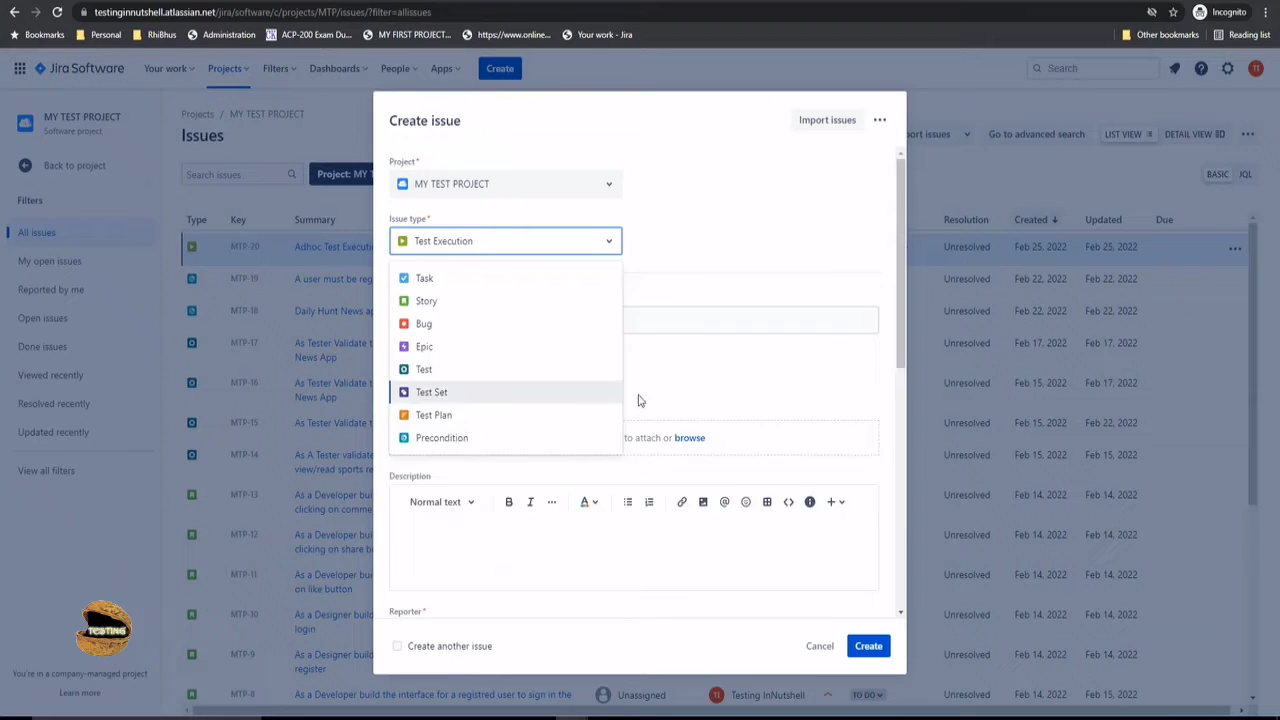 testinginnutshell.atlassian.net/jira/software/c/projects/MTP/issues/?filter=allissues
Incognito
Bookmarks
Personal
RhiBhus
Administration
ACP-200 Exam Du...
MY FIRST PROJECT...
https://www.online...
Your work - Jira
Other bookmarks
Reading list
Jira Software
Your work
Projects
Filters
Dashboards
People
Apps
Create
Search
TI
MY TEST PROJECT
Software project
Back to project
Filters
All issues
My open issues
Reported by me
Open issues
Done issues
Viewed recently
Resolved recently
Updated recently
View all filters
TESTING
You're in a company-managed project
Learn more
Projects / MY TEST PROJECT
Issues
Search issues
Project: MY T
port issues
Go to advanced search
LIST VIEW
DETAIL VIEW
BASIC
JQL
Type Key Summary
Resolution Created Updated Due
MTP-20 Adhoc Test Executi
Unresolved Feb 25, 2022 Feb 25, 2022
MTP-19 A user must be reg
Unresolved Feb 22, 2022 Feb 22, 2022
MTP-18 Daily Hunt News ap
Unresolved Feb 22, 2022 Feb 22, 2022
MTP-17 As Tester Validate t
News App
Unresolved Feb 17, 2022 Feb 17, 2022
MTP-16 As Tester Validate t
News App
Unresolved Feb 15, 2022 Feb 17, 2022
MTP-15 As Tester Validate t
Unresolved Feb 15, 2022 Feb 17, 2022
MTP-14 As A Tester validate
view/read sports re
Unresolved Feb 15, 2022 Feb 15, 2022
MTP-13 As a Developer buil
clicking on comme
Unresolved Feb 14, 2022 Feb 14, 2022
MTP-12 As a Developer buil
clicking on share b
Unresolved Feb 14, 2022 Feb 14, 2022
MTP-11 As a Developer buil
on like button
Unresolved Feb 14, 2022 Feb 14, 2022
MTP-10 As a Designer build
login.
Unresolved Feb 14, 2022 Feb 14, 2022
MTP-9 As a Designer build
register
Unresolved Feb 14, 2022 Feb 14, 2022
MTP-8 As a Developer build the interface for a registred user to sign in the
Unassigned
Testing InNutshell
TO DO
Unresolved Feb 14, 2022 Feb 15, 2022
Create issue
Import issues
Project*
MY TEST PROJECT
Issue type*
Test Execution
Task
Story
Bug
Epic
Test
Test Set
Test Plan
Precondition
to attach or browse
Description
Normal text
B I A @
Reporter*
Create another issue
Cancel
Create